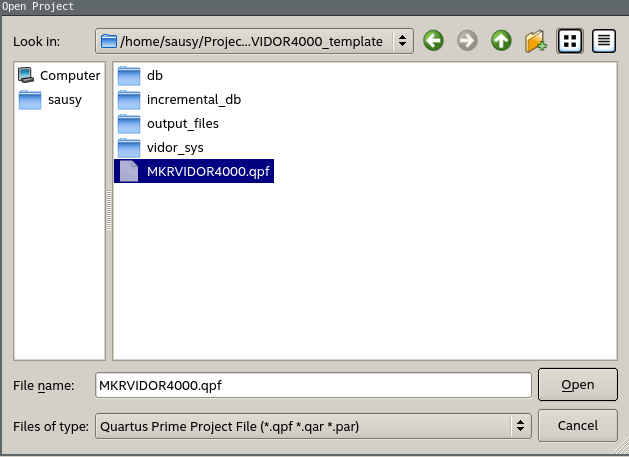 Open Project
Look in: /home/sausy/Projec...VIDOR4000_template
Computer
sausy
db
incremental_db
output_files
vidor_sys
MKRVIDOR4000.qpf
File name: MKRVIDOR4000.qpf Open
Files of type: Quartus Prime Project File (*.qpf *.qar *.par) Cancel